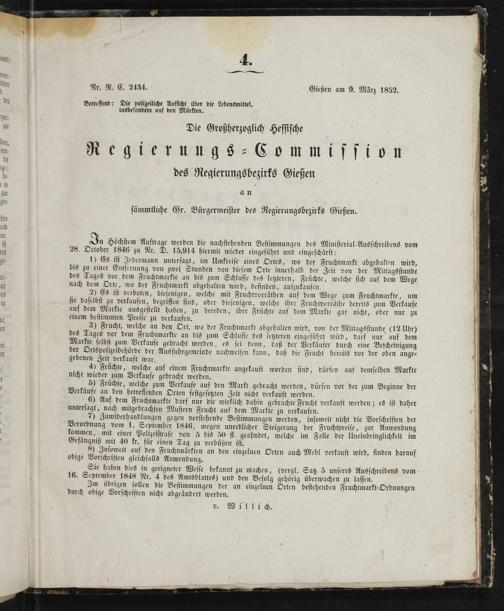 4.
Nr. R. C. 2434. Gießen am 9. März 1852.
Betreffend: Die polizeiliche Aufsicht über die Lebensmittel,
insbesondere auf den Märkten.
Die Großherzoglich Hessische
Regierungs-Commission
des Regierungsbezirks Gießen
an
sämmtliche Gr. Bürgermeister des Regierungsbezirks Gießen.
In Höchstem Auftrage werden die nachstehenden Bestimmungen des Ministerial-Ausschreibens vom
28. October 1846 zu Nr. D. 15,914 hiermit wieder eingeführt und eingeschärft:
1) Es ist Jedermann untersagt, im Umkreise eines Ortes, wo der Fruchtmarkt abgehalten wird,
bis zu einer Entfernung von zwei Stunden von diesem Orte innerhalb der Zeit von der Mittagsstunde
des Tages vor dem Fruchtmarkte an bis zum Schlusse des letzteren, Früchte, welche sich auf dem Wege
nach dem Orte, wo der Fruchtmarkt abgehalten wird, befinden, aufzukaufen.
2) Es ist verboten, diejenigen, welche mit Fruchtvorräthen auf dem Wege zum Fruchtmarkte, um
sie daselbst zu verkaufen, begriffen sind, oder diejenigen, welche ihre Fruchtvorräthe bereits zum Verkaufe
auf dem Markte ausgestellt haben, zu bereden, ihre Früchte auf dem Markte gar nicht, oder nur zu
einem bestimmten Preise zu verkaufen.
3) Frucht, welche an den Ort, wo der Fruchtmarkt abgehalten wird, von der Mittagsstunde (12 Uhr)
des Tages vor dem Fruchtmarkte an bis zum Schlusse des letzteren eingeführt wird, darf nur auf dem
Markte selbst zum Verkaufe gebracht werden, es sei denn, daß der Verkäufer durch eine Bescheinigung
der Ortspolizeibehörde der Ausfuhrgemeinde nachweisen kann, daß die Frucht bereits vor der oben ange-
gebenen Zeit verkauft war.
4) Früchte, welche auf einem Fruchtmarkte angekauft worden sind, dürfen auf demselben Markte
nicht wieder zum Verkaufe gebracht werden.
5) Früchte, welche zum Verkaufe auf den Markt gebracht werden, dürfen vor der zum Beginne der
Verkäufe an den betreffenden Orten festgesetzten Zeit nicht verkauft werden.
6) Auf dem Fruchtmarkte darf nur die wirklich dahin gebrachte Frucht verkauft werden; es ist daher
untersagt, nach mitgebrachten Mustern Frucht auf dem Markte zu verkaufen.
7) Zuwiderhandlungen gegen vorstehende Bestimmungen werden, insoweit nicht die Vorschriften der
Verordnung vom 1. September 1846, wegen unredlicher Steigerung der Fruchtpreise, zur Anwendung
kommen, mit einer Polizeistrafe von 5 bis 50 fl. geahndet, welche im Falle der Uneinbringlichkeit im
Gefängniß mit 40 kr. für einen Tag zu verbüßen ist.
8) Insoweit auf den Fruchtmärkten an den einzelnen Orten auch Mehl verkauft wird, finden darauf
obige Vorschriften gleichfalls Anwendung.
Sie haben dies in geeigneter Weise bekannt zu machen, (vergl. Satz 5 unseres Ausschreibens vom
16. September 1848 Nr. 4 des Amtsblattes) und den Befolg gehörig überwachen zu lassen.
Im übrigen sollen die Bestimmungen der an einzelnen Orten bestehenden Fruchtmarkt-Ordnungen
durch obige Vorschriften nicht abgeändert werden.
v. Willich.